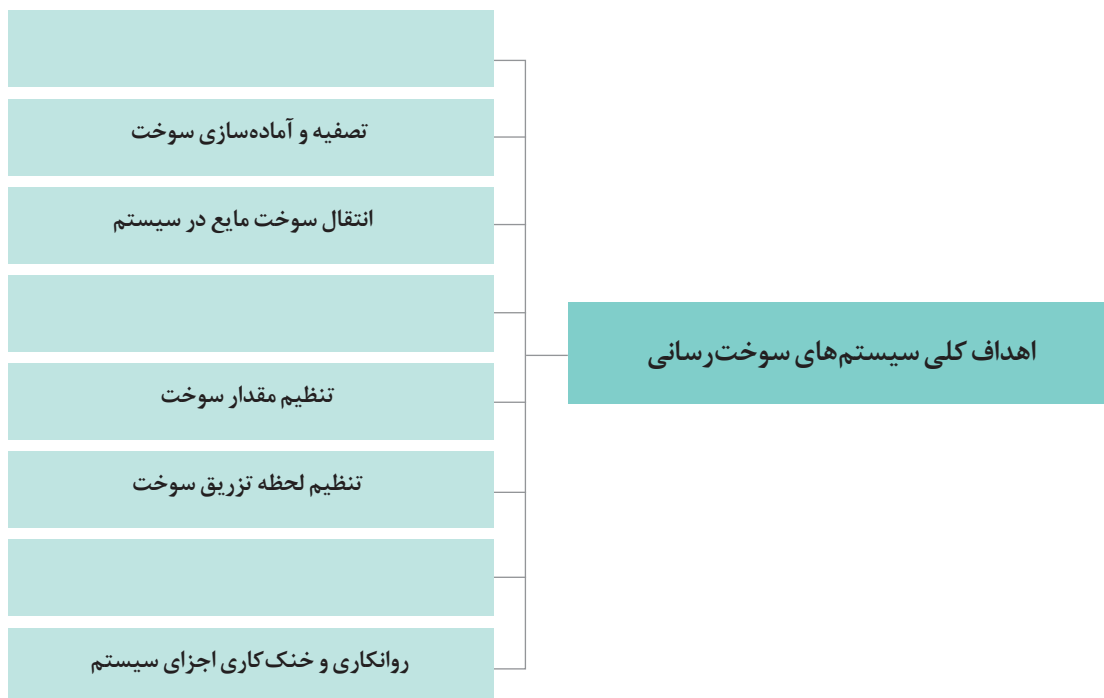 اهداف کلی سیستم‌های سوخت‌رسانی
تصفیه و آماده‌سازی سوخت
انتقال سوخت مایع در سیستم
تنظیم مقدار سوخت
تنظیم لحظه تزریق سوخت
روانکاری و خنک‌کاری اجزای سیستم